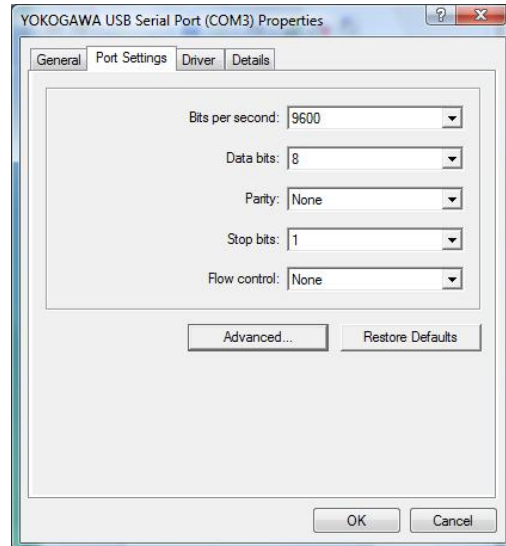 YOKOGAWA USB Serial Port (COM3) Properties
General Port Settings Driver Details
Bits per second: 9600
Data bits: 8
Parity: None
Stop bits: 1
Flow control: None
Advanced... Restore Defaults
OK Cancel